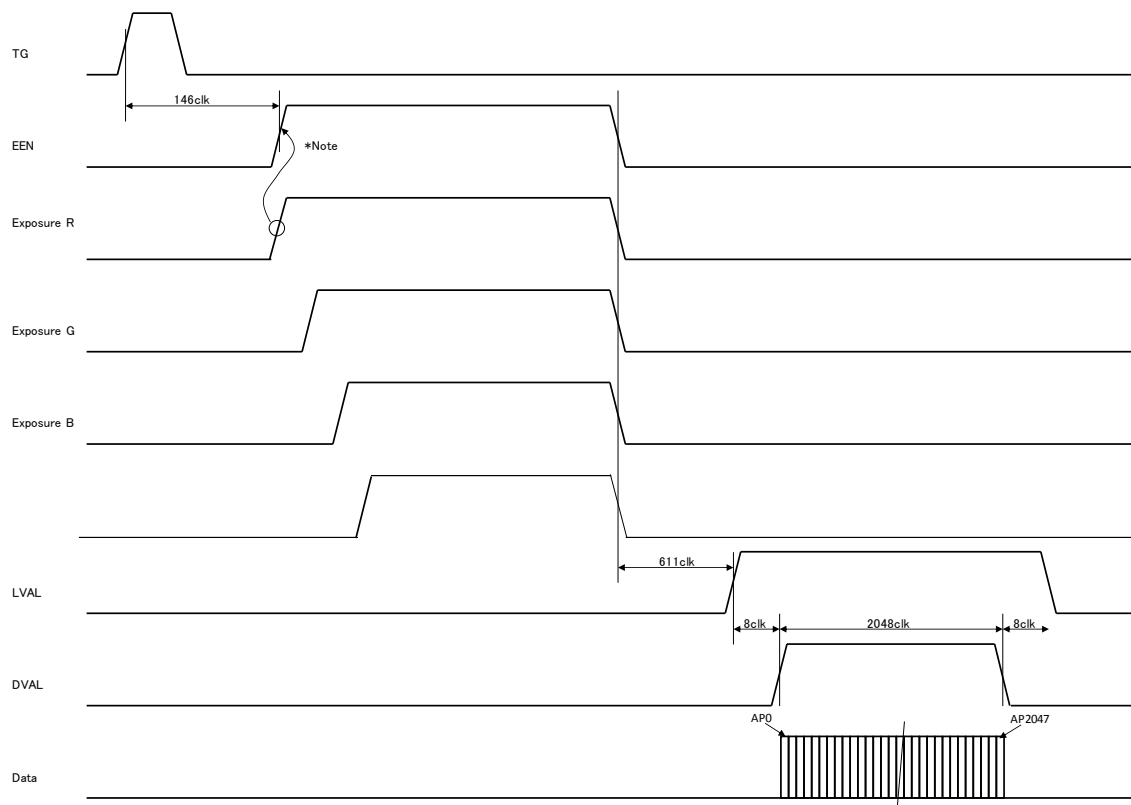 TG
146clk
EEN
*Note
Exposure R
Exposure G
Exposure B
611clk
LVAL
8clk
2048clk
8clk
DVAL
AP0
AP2047
Data